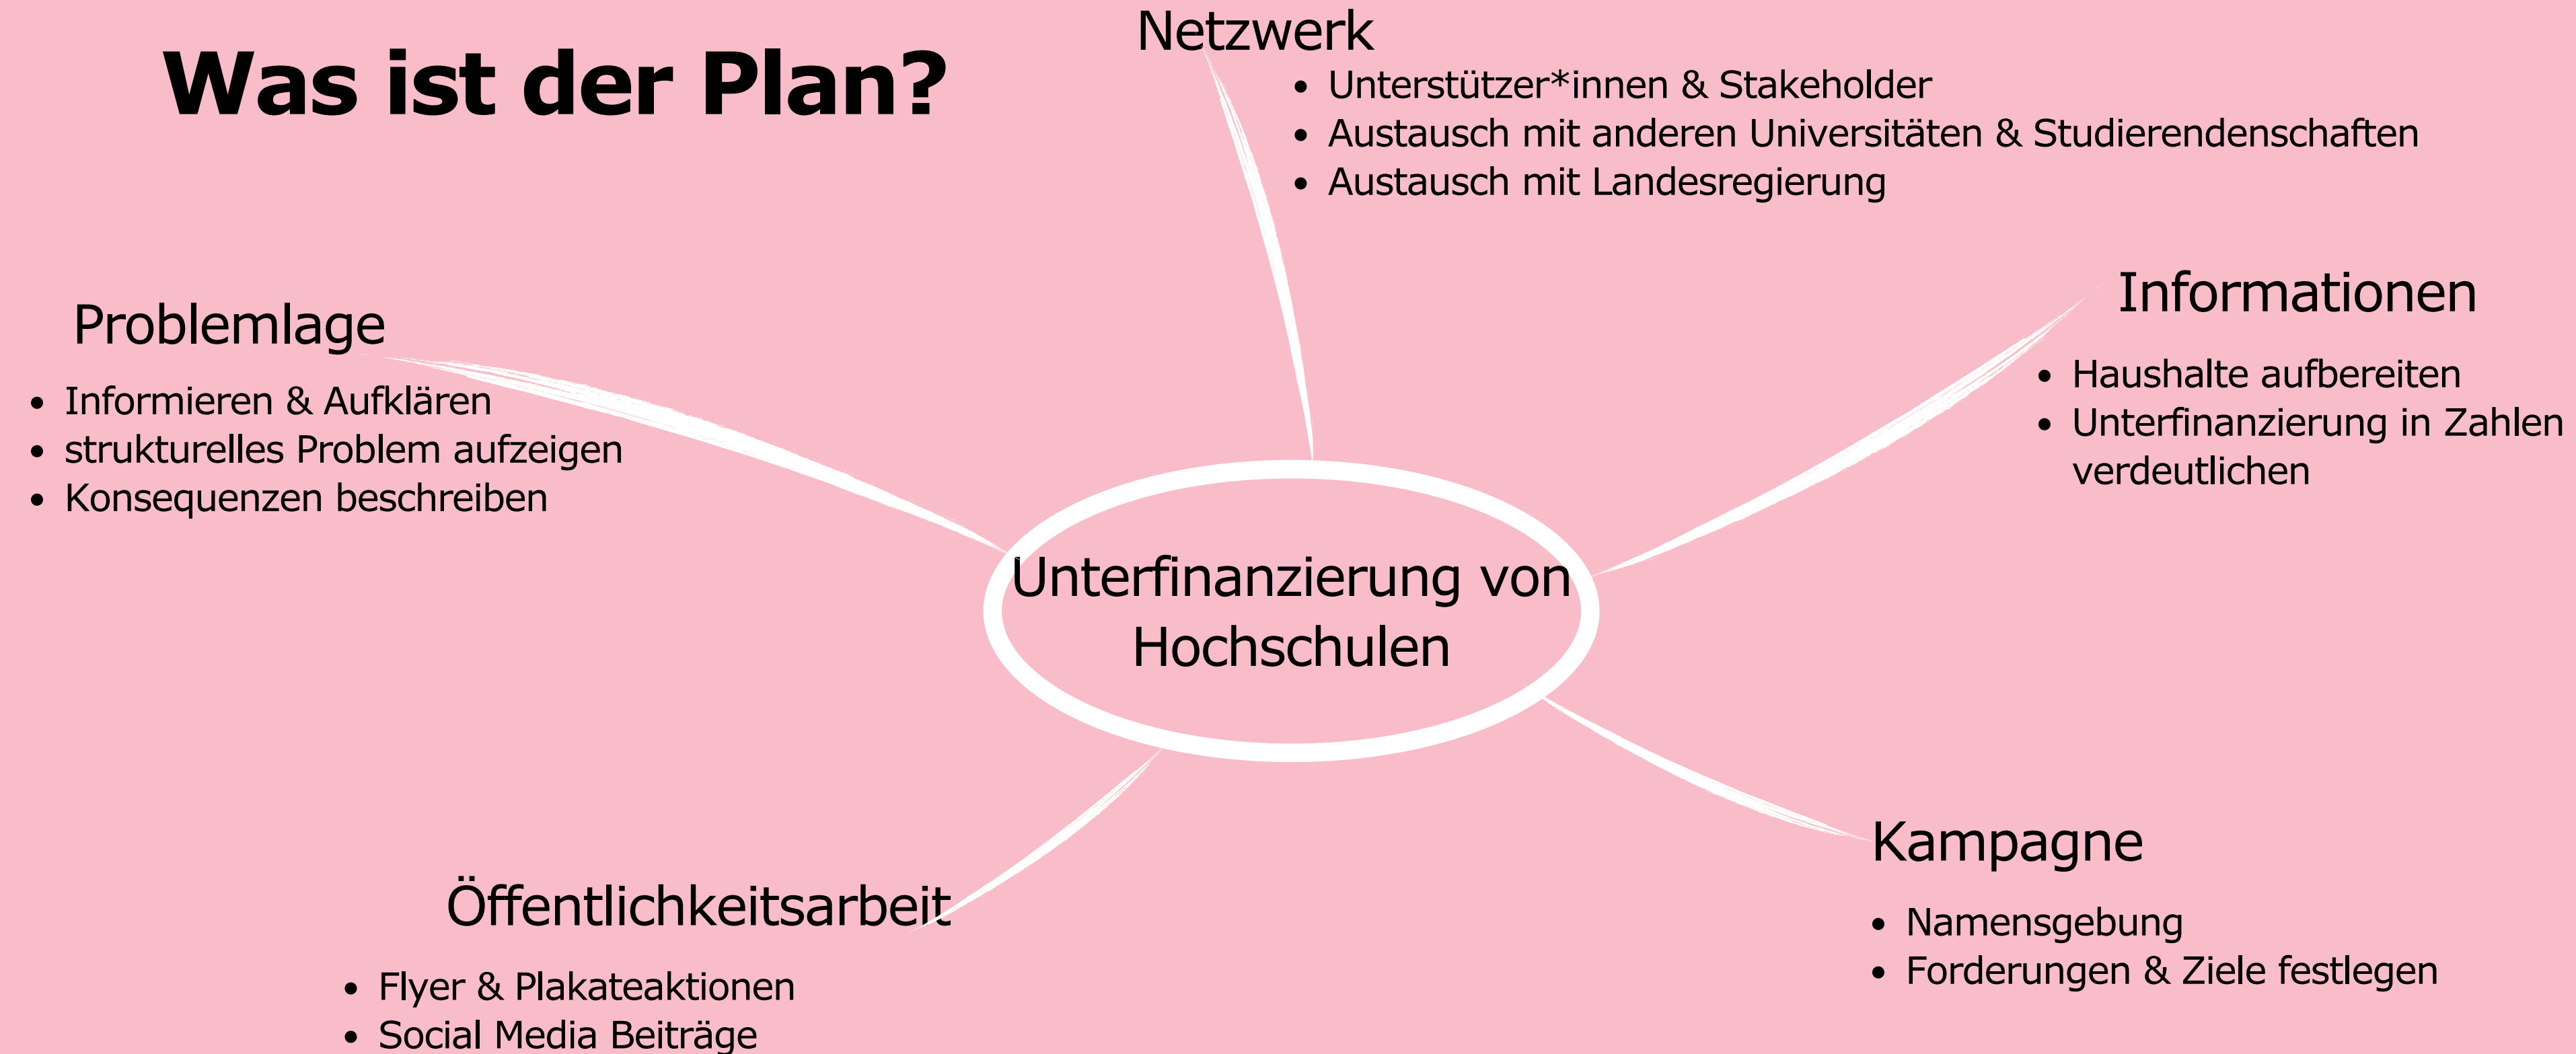 Was ist der Plan?
Netzwerk
• Unterstützer*innen & Stakeholder
• Austausch mit anderen Universitäten & Studierendenschaften
• Austausch mit Landesregierung
Problemlage
• Informieren & Aufklären
• strukturelles Problem aufzeigen
• Konsequenzen beschreiben
Informationen
• Haushalte aufbereiten
• Unterfinanzierung in Zahlen
verdeutlichen
Unterfinanzierung von
Hochschulen
Öffentlichkeitsarbeit
• Flyer & Plakateaktionen
• Social Media Beiträge
Kampagne
• Namensgebung
• Forderungen & Ziele festlegen